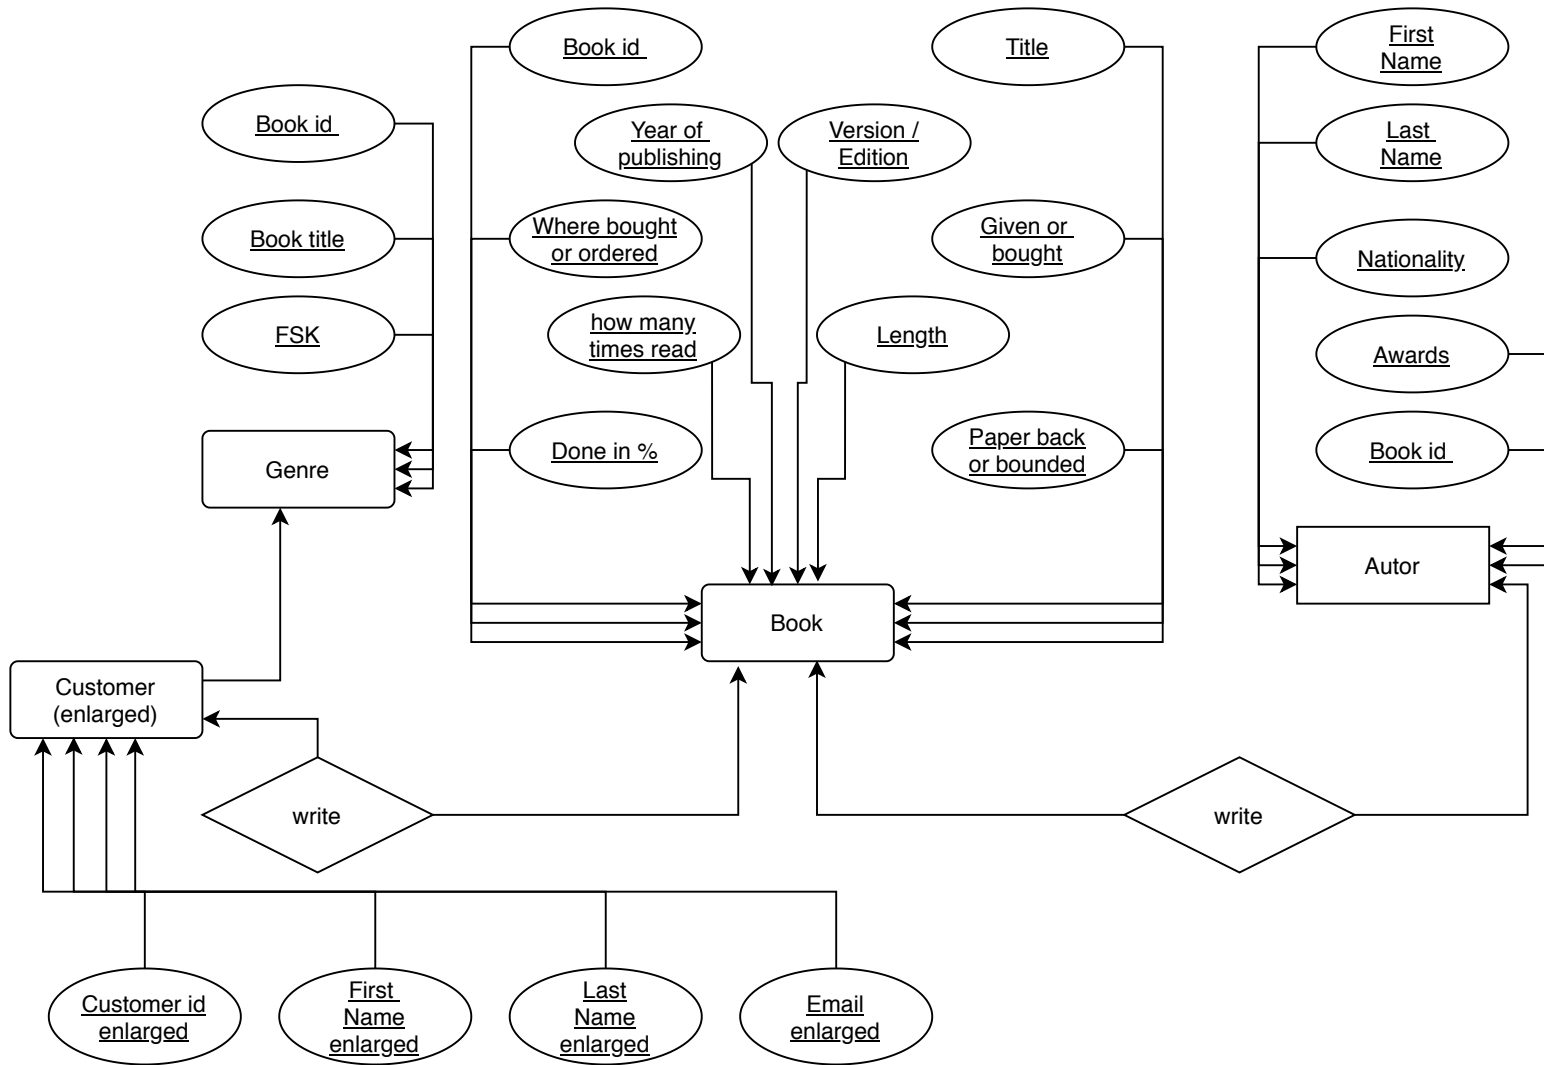 Book id
Title
First
Name
Book id
Year of
publishing
Version /
Edition
Last
Name
Book title
Where bought
or ordered
Given or
bought
Nationality
FSK
how many
times read
Length
Awards
Genre
Done in %
Paper back
or bounded
Book id
Autor
Book
Customer
(enlarged)
write
write
Customer id
enlarged
First
Name
enlarged
Last
Name
enlarged
Email
enlarged